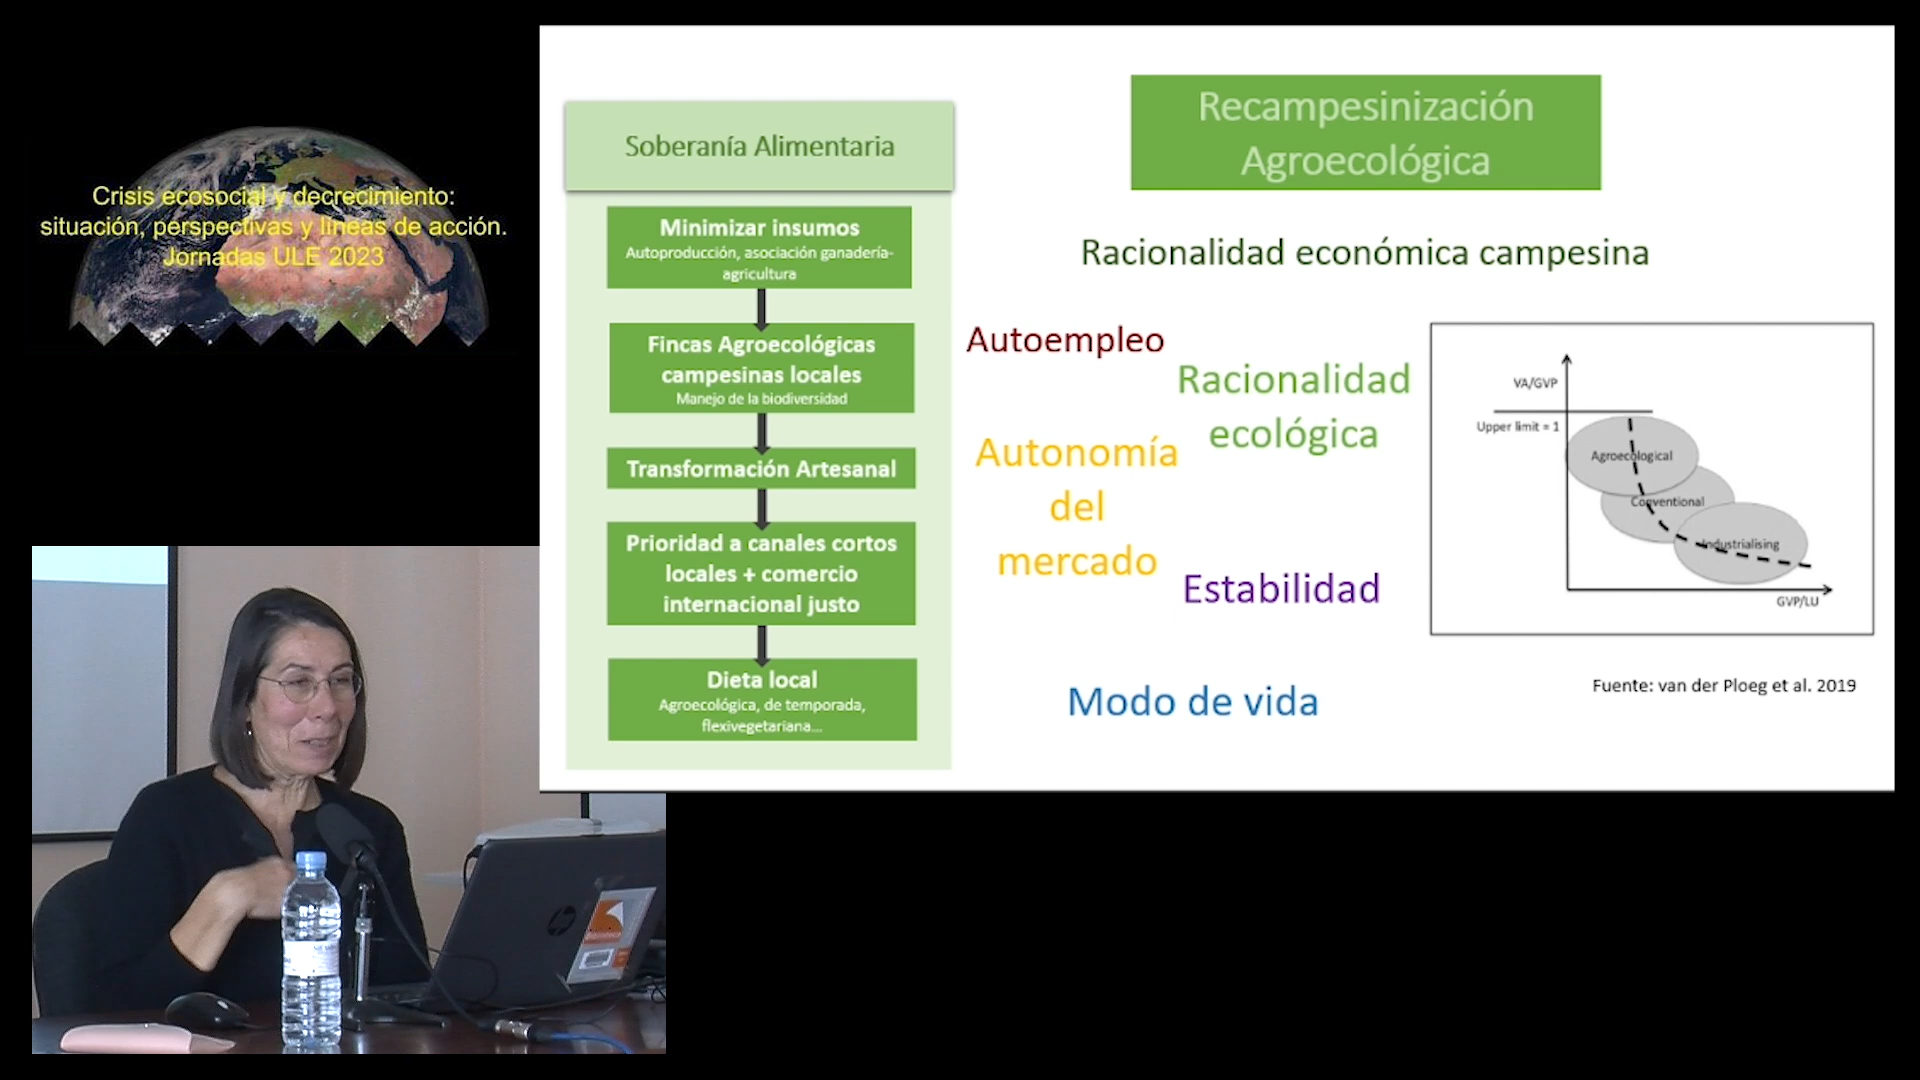 Crisis ecosocial y decrecimiento:
situación, perspectivas y líneas de acción.
Jornadas ULE 2023
Soberanía Alimentaria
Minimizar insumos
Autoproducción, asociación ganadería-
agricultura
Fincas Agroecológicas
campesinas locales
Manejo de la biodiversidad
Transformación Artesanal
Prioridad a canales cortos
locales + comercio
internacional justo
Dieta local
Agroecológica, de temporada,
flexivegetariana...
Recampesinización
Agroecológica
Racionalidad económica campesina
Autoempleo
Racionalidad
ecológica
Autonomía
del
mercado
Estabilidad
Modo de vida
VA/GVP
Upper limit = 1
Agroecological
Conventional
Industrialising
GVP/LU
Fuente: van der Ploeg et al. 2019
hp